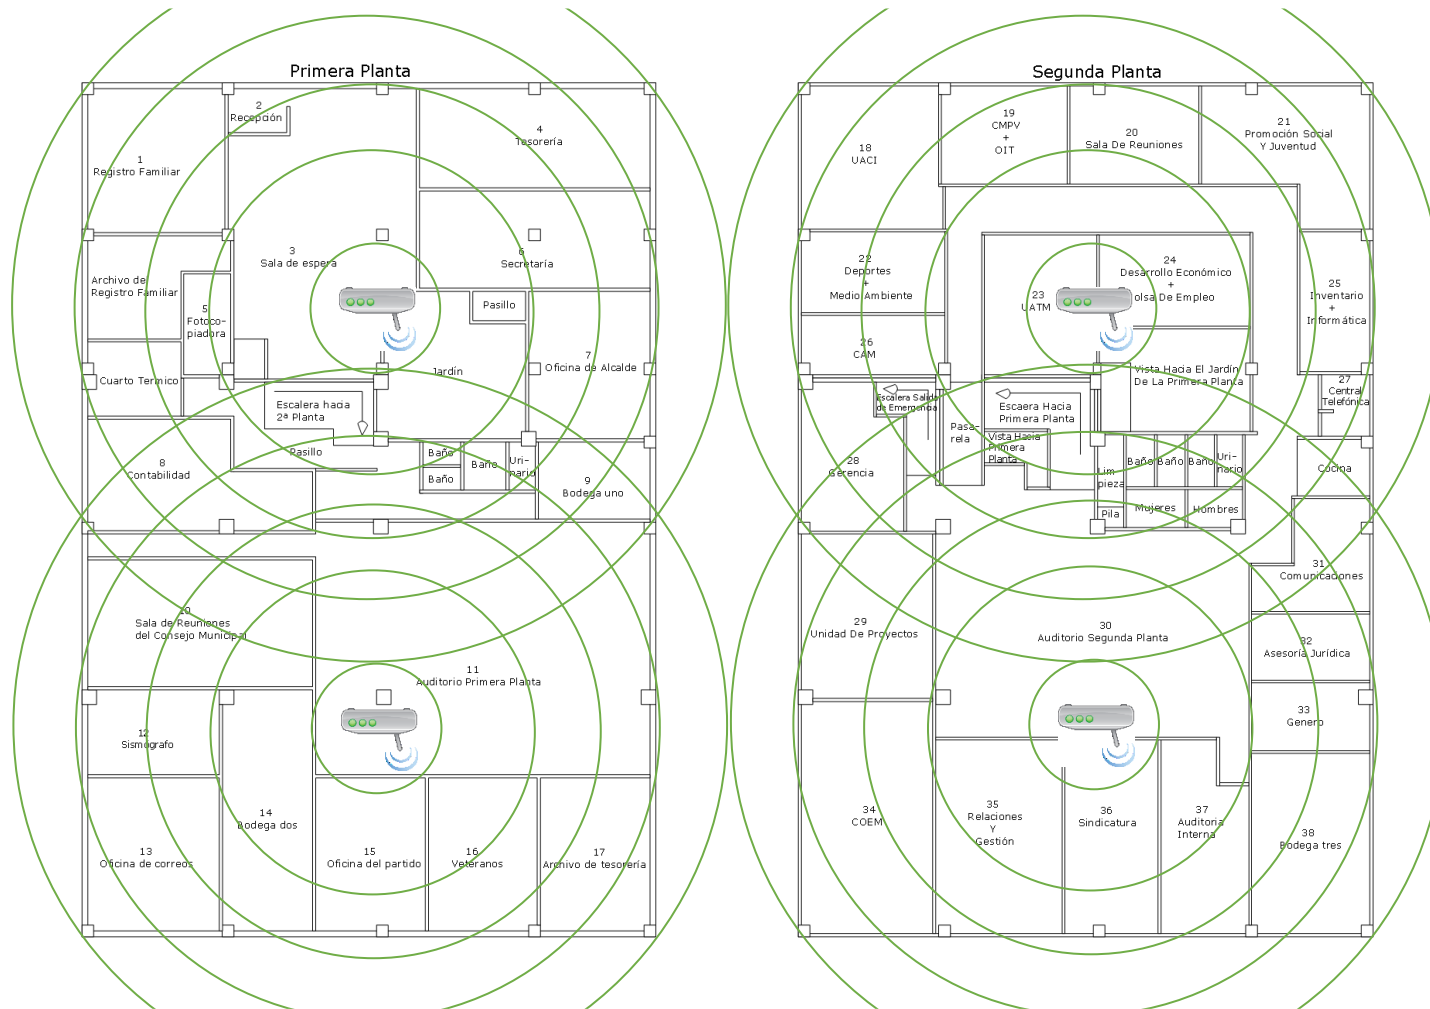 Primera Planta
2
Recepción
4
Tesorería
1
Registro Familiar
3
Sala de espera
6
Secretaría
Archivo de
Registro Familiar
5
Fotoco-
piadora
Pasillo
7
Oficina de Alcalde
Jardín
Cuarto Termico
Escalera hacia
2ª Planta
Pasillo
8
Contabilidad
Baño
Baño
Baño
Uri-
nario
9
Bodega uno
10
Sala de Reuniones
del Consejo Municipal
11
Auditorio Primera Planta
12
Sismografo
13
Oficina de correos
14
Bodega dos
15
Oficina del partido
16
Veteranos
17
Archivo de tesorería
Segunda Planta
18
UACI
19
CMPV
+
OIT
20
Sala De Reuniones
21
Promoción Social
Y Juventud
22
Deportes
+
Medio Ambiente
23
UATM
24
Desarrollo Económico
+
olsa De Empleo
25
Inventario
+
Informática
26
CAM
Vista Hacia El Jardín
De La Primera Planta
27
Central
Telefónica
Escalera Salida
de Emergencia
Escaera Hacia
Primera Planta
Pasa-
rela
Vista Hacia
Primera
Planta
28
Gerencia
Lim
pieza
Baño
Baño
Baño
Uri-
nario
Cocina
Pila
Mujeres
Hombres
29
Unidad De Proyectos
30
Auditorio Segunda Planta
31
Comunicaciones
32
Asesoría Jurídica
33
Genero
34
COEM
35
Relaciones
Y
Gestión
36
Sindicatura
37
Auditoria
Interna
38
Bodega tres